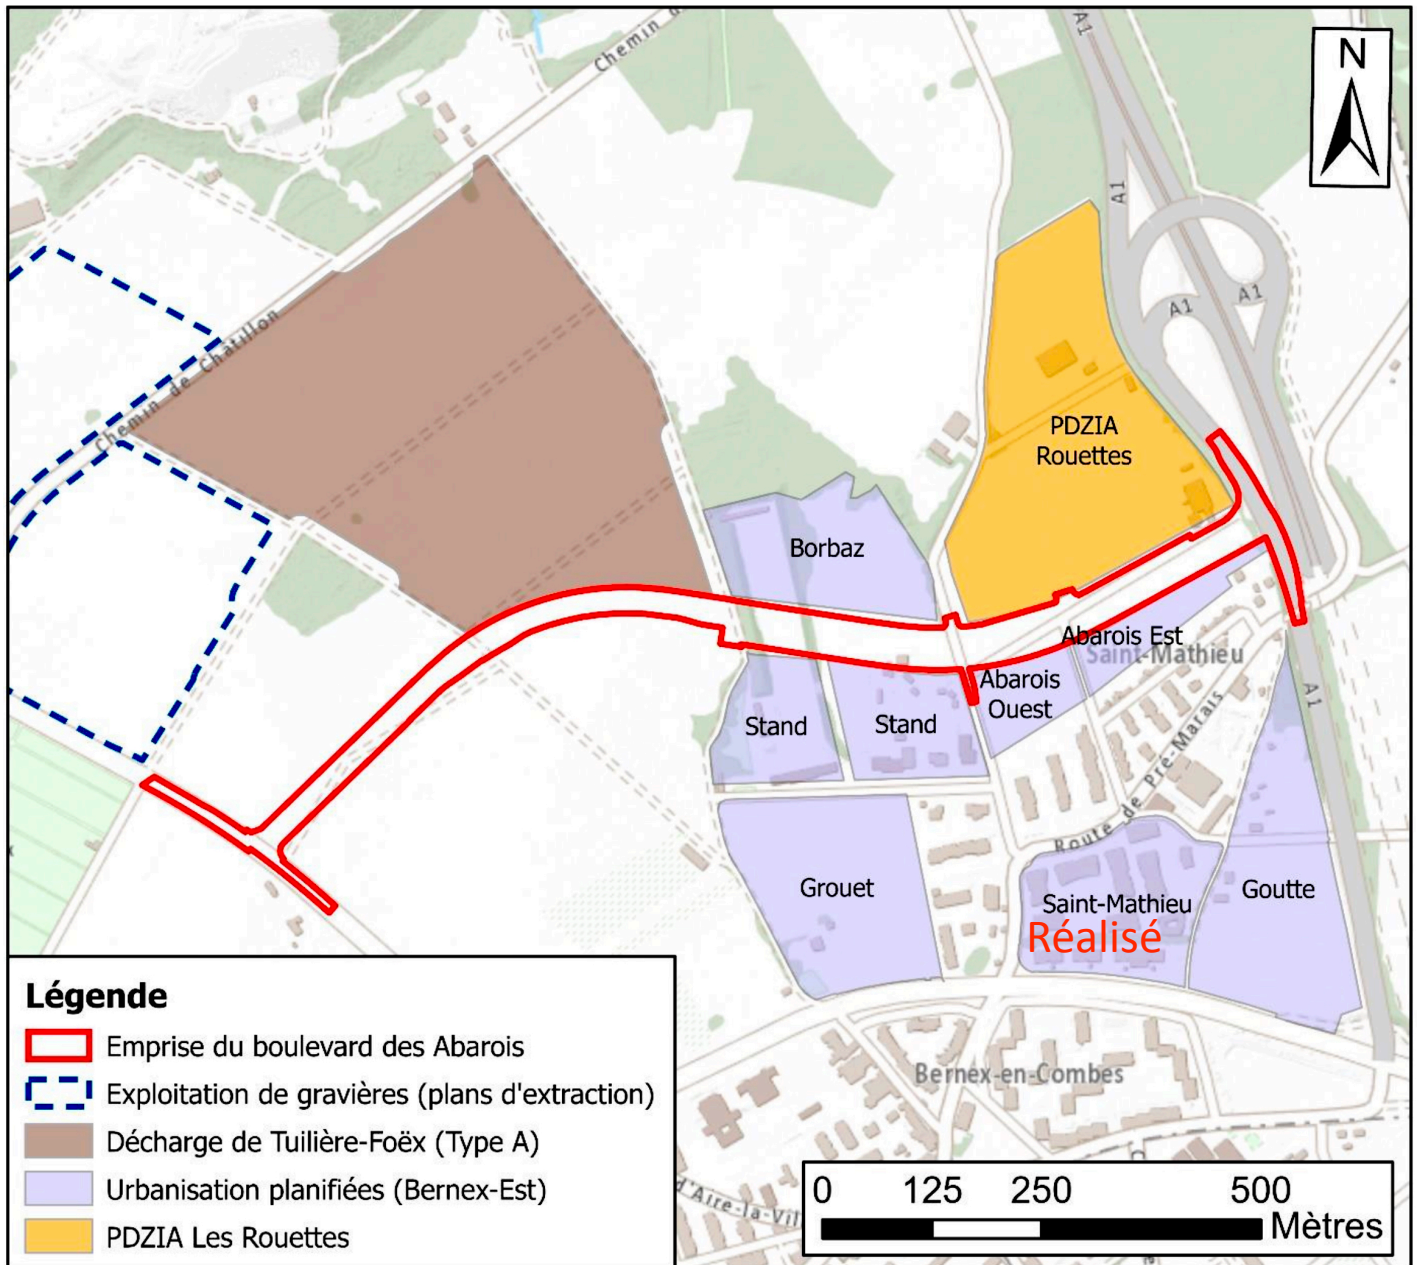 Chemin d
A1
N
A1
A1
A1
Chemin de Châtillon
PDZIA
Rouettes
Borbaz
Abarois Est
Saint-Mathieu
Abarois
Ouest
Stand
Stand
A1
Route de Pré-Marais
Grouet
Saint-Mathieu
Réalisé
Goutte
Légende
Emprise du boulevard des Abarois
Exploitation de gravières (plans d'extraction)
Décharge de Tuilière-Foëx (Type A)
Urbanisation planifiées (Bernex-Est)
PDZIA Les Rouettes
Bernex-en-Combes
d'Aire-la-Vill
0 125 250 500
Mètres